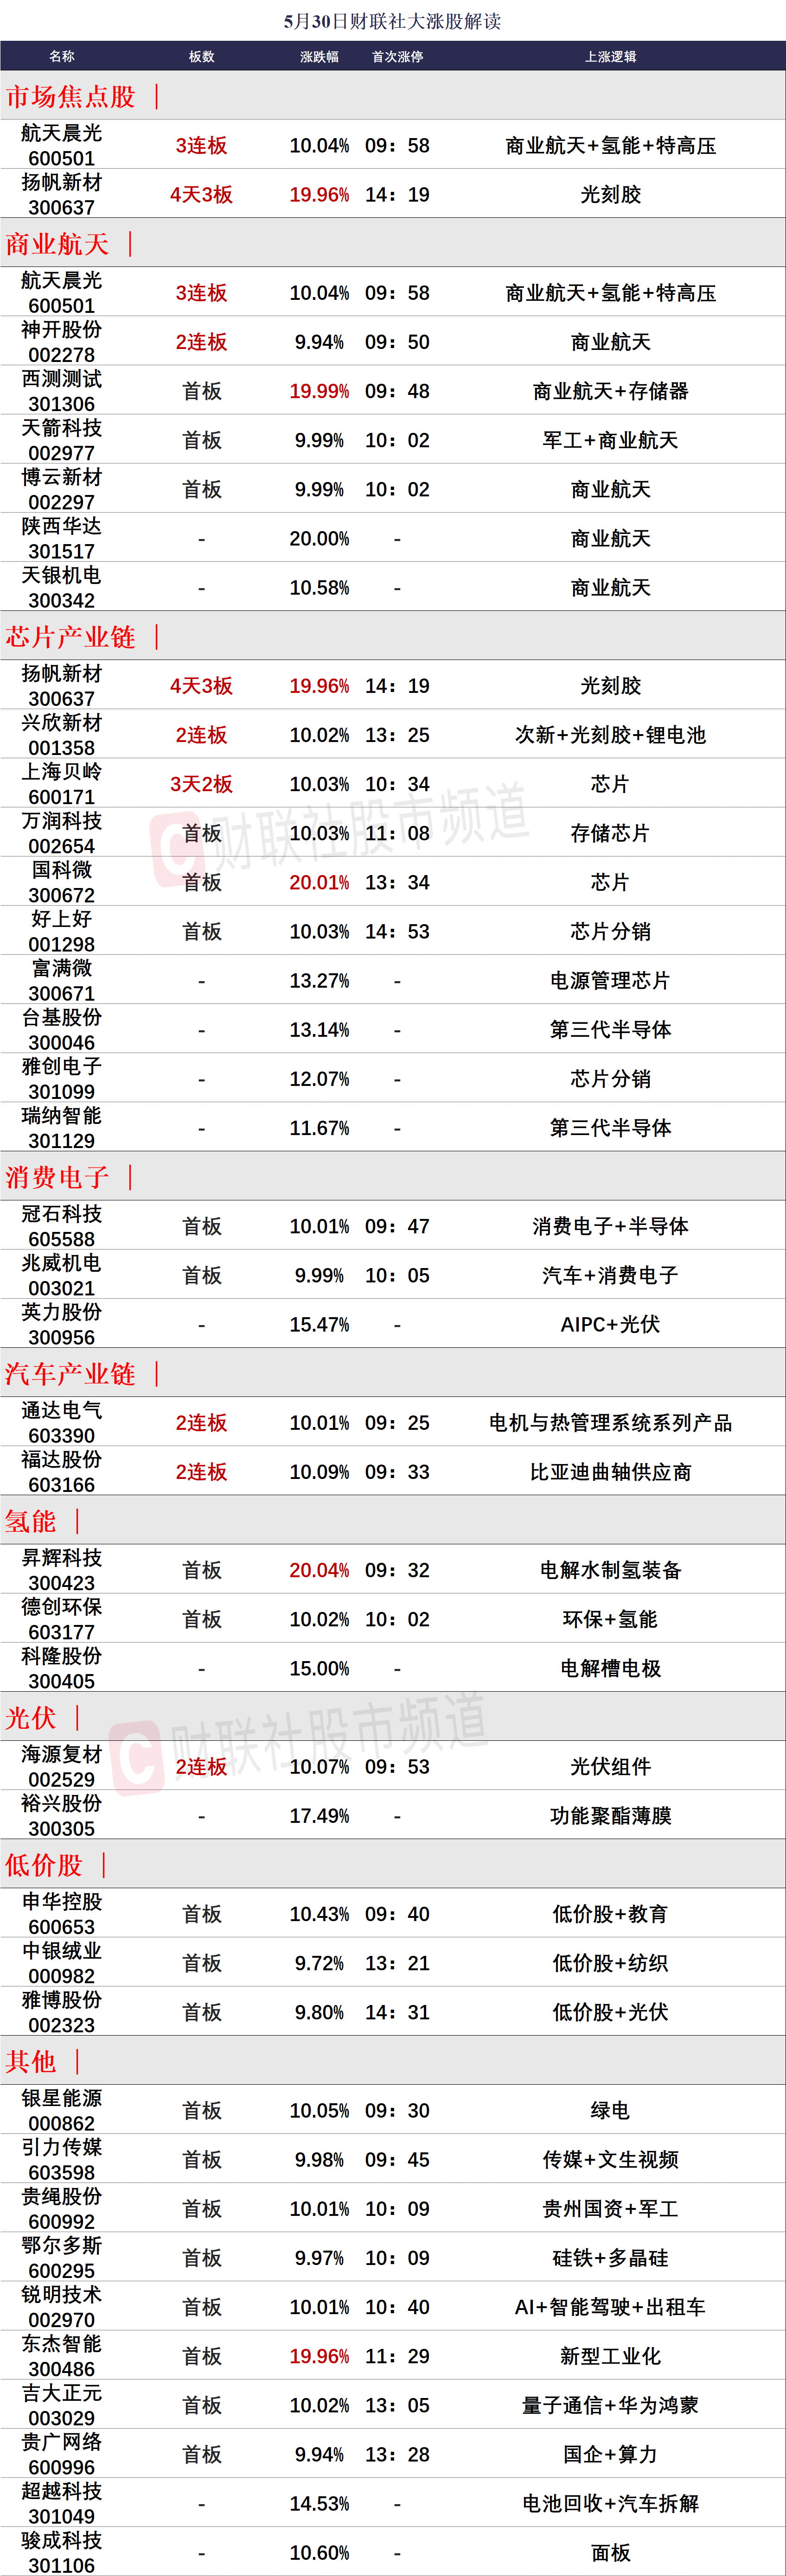 5月30日财联社大涨股解读
名称 板数 涨跌幅 首次涨停 上涨逻辑
市场焦点股 |
航天晨光
600501 3连板 10.04% 09：58 商业航天+氢能+特高压
扬帆新材
300637 4天3板 19.96% 14：19 光刻胶
商业航天 |
航天晨光
600501 3连板 10.04% 09：58 商业航天+氢能+特高压
神开股份
002278 2连板 9.94% 09：50 商业航天
西测测试
301306 首板 19.99% 09：48 商业航天+存储器
天箭科技
002977 首板 9.99% 10：02 军工+商业航天
博云新材
002297 首板 9.99% 10：02 商业航天
陕西华达
301517 - 20.00% - 商业航天
天银机电
300342 - 10.58% - 商业航天
芯片产业链 |
扬帆新材
300637 4天3板 19.96% 14：19 光刻胶
兴欣新材
001358 2连板 10.02% 13：25 次新+光刻胶+锂电池
上海贝岭
600171 3天2板 10.03% 10：34 芯片
万润科技
002654 首板 10.03% 11：08 存储芯片
财联社股市频道
国科微
300672 首板 20.01% 13：34 芯片
好上好
001298 首板 10.03% 14：53 芯片分销
富满微
300671 - 13.27% - 电源管理芯片
台基股份
300046 - 13.14% - 第三代半导体
雅创电子
301099 - 12.07% - 芯片分销
瑞纳智能
301129 - 11.67% - 第三代半导体
消费电子 |
冠石科技
605588 首板 10.01% 09：47 消费电子+半导体
兆威机电
003021 首板 9.99% 10：05 汽车+消费电子
英力股份
300956 - 15.47% - AIPC+光伏
汽车产业链 |
通达电气
603390 2连板 10.01% 09：25 电机与热管理系统系列产品
福达股份
603166 2连板 10.09% 09：33 比亚迪曲轴供应商
氢能 |
昇辉科技
300423 首板 20.04% 09：32 电解水制氢装备
德创环保
603177 首板 10.02% 10：02 环保+氢能
科隆股份
300405 - 15.00% - 电解槽电极
光伏 |
财联社股市频道
海源复材
002529 2连板 10.07% 09：53 光伏组件
裕兴股份
300305 - 17.49% - 功能聚酯薄膜
低价股 |
申华控股
600653 首板 10.43% 09：40 低价股+教育
中银绒业
000982 首板 9.72% 13：21 低价股+纺织
雅博股份
002323 首板 9.80% 14：31 低价股+光伏
其他 |
银星能源
000862 首板 10.05% 09：30 绿电
引力传媒
603598 首板 9.98% 09：45 传媒+文生视频
贵绳股份
600992 首板 10.01% 10：09 贵州国资+军工
鄂尔多斯
600295 首板 9.97% 10：09 硅铁+多晶硅
锐明技术
002970 首板 10.01% 10：40 AI+智能驾驶+出租车
东杰智能
300486 首板 19.96% 11：29 新型工业化
吉大正元
003029 首板 10.02% 13：05 量子通信+华为鸿蒙
贵广网络
600996 首板 9.94% 13：28 国企+算力
超越科技
301049 - 14.53% - 电池回收+汽车拆解
骏成科技
301106 - 10.60% - 面板